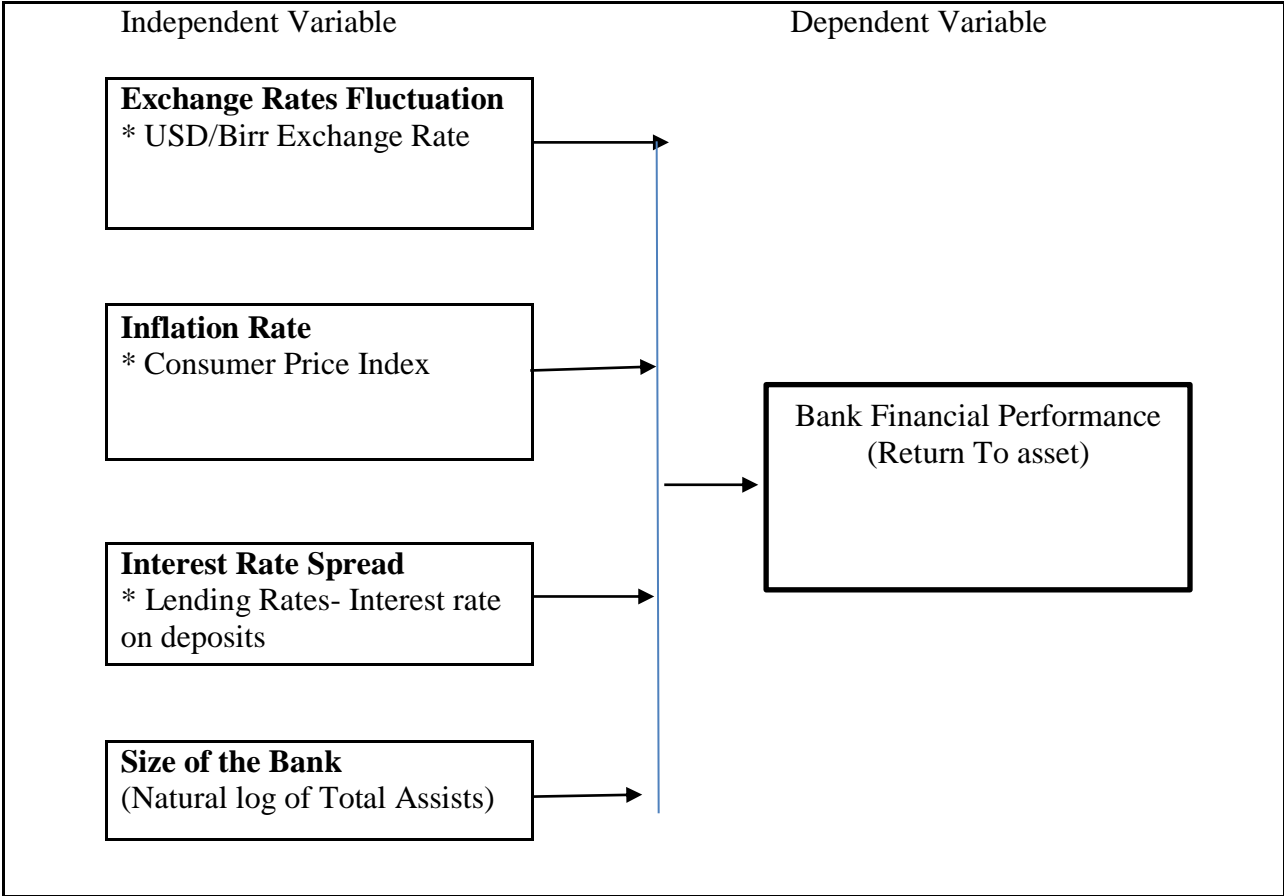 Independent Variable
Dependent Variable
Exchange Rates Fluctuation
* USD/Birr Exchange Rate
Inflation Rate
* Consumer Price Index
Bank Financial Performance
(Return To asset)
Interest Rate Spread
* Lending Rates- Interest rate
on deposits
Size of the Bank
(Natural log of Total Assists)